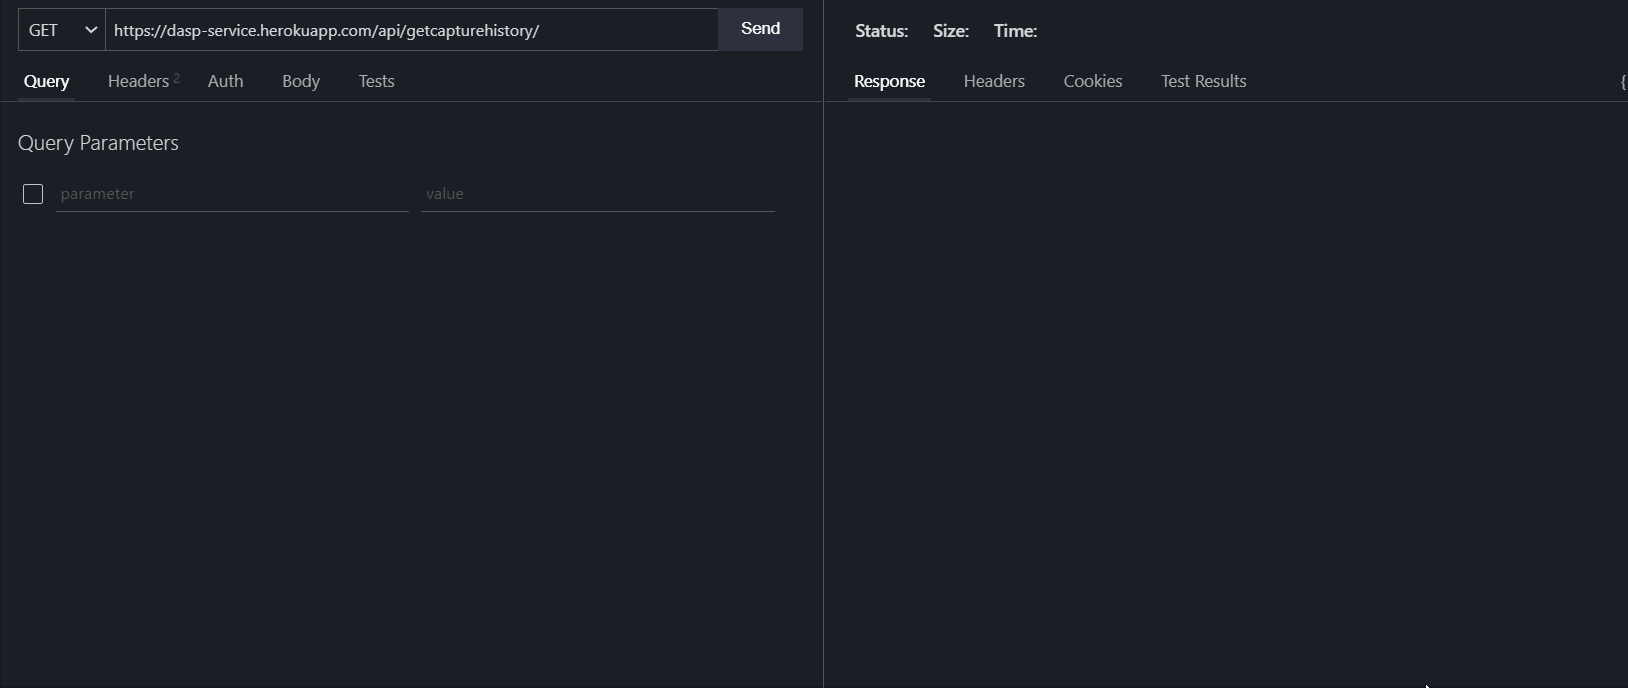 GET https://dasp-service.herokuapp.com/api/getcapturehistory/ Send
Query Headers 2 Auth Body Tests
Query Parameters
parameter value
Status: Size: Time:
Response Headers Cookies Test Results {